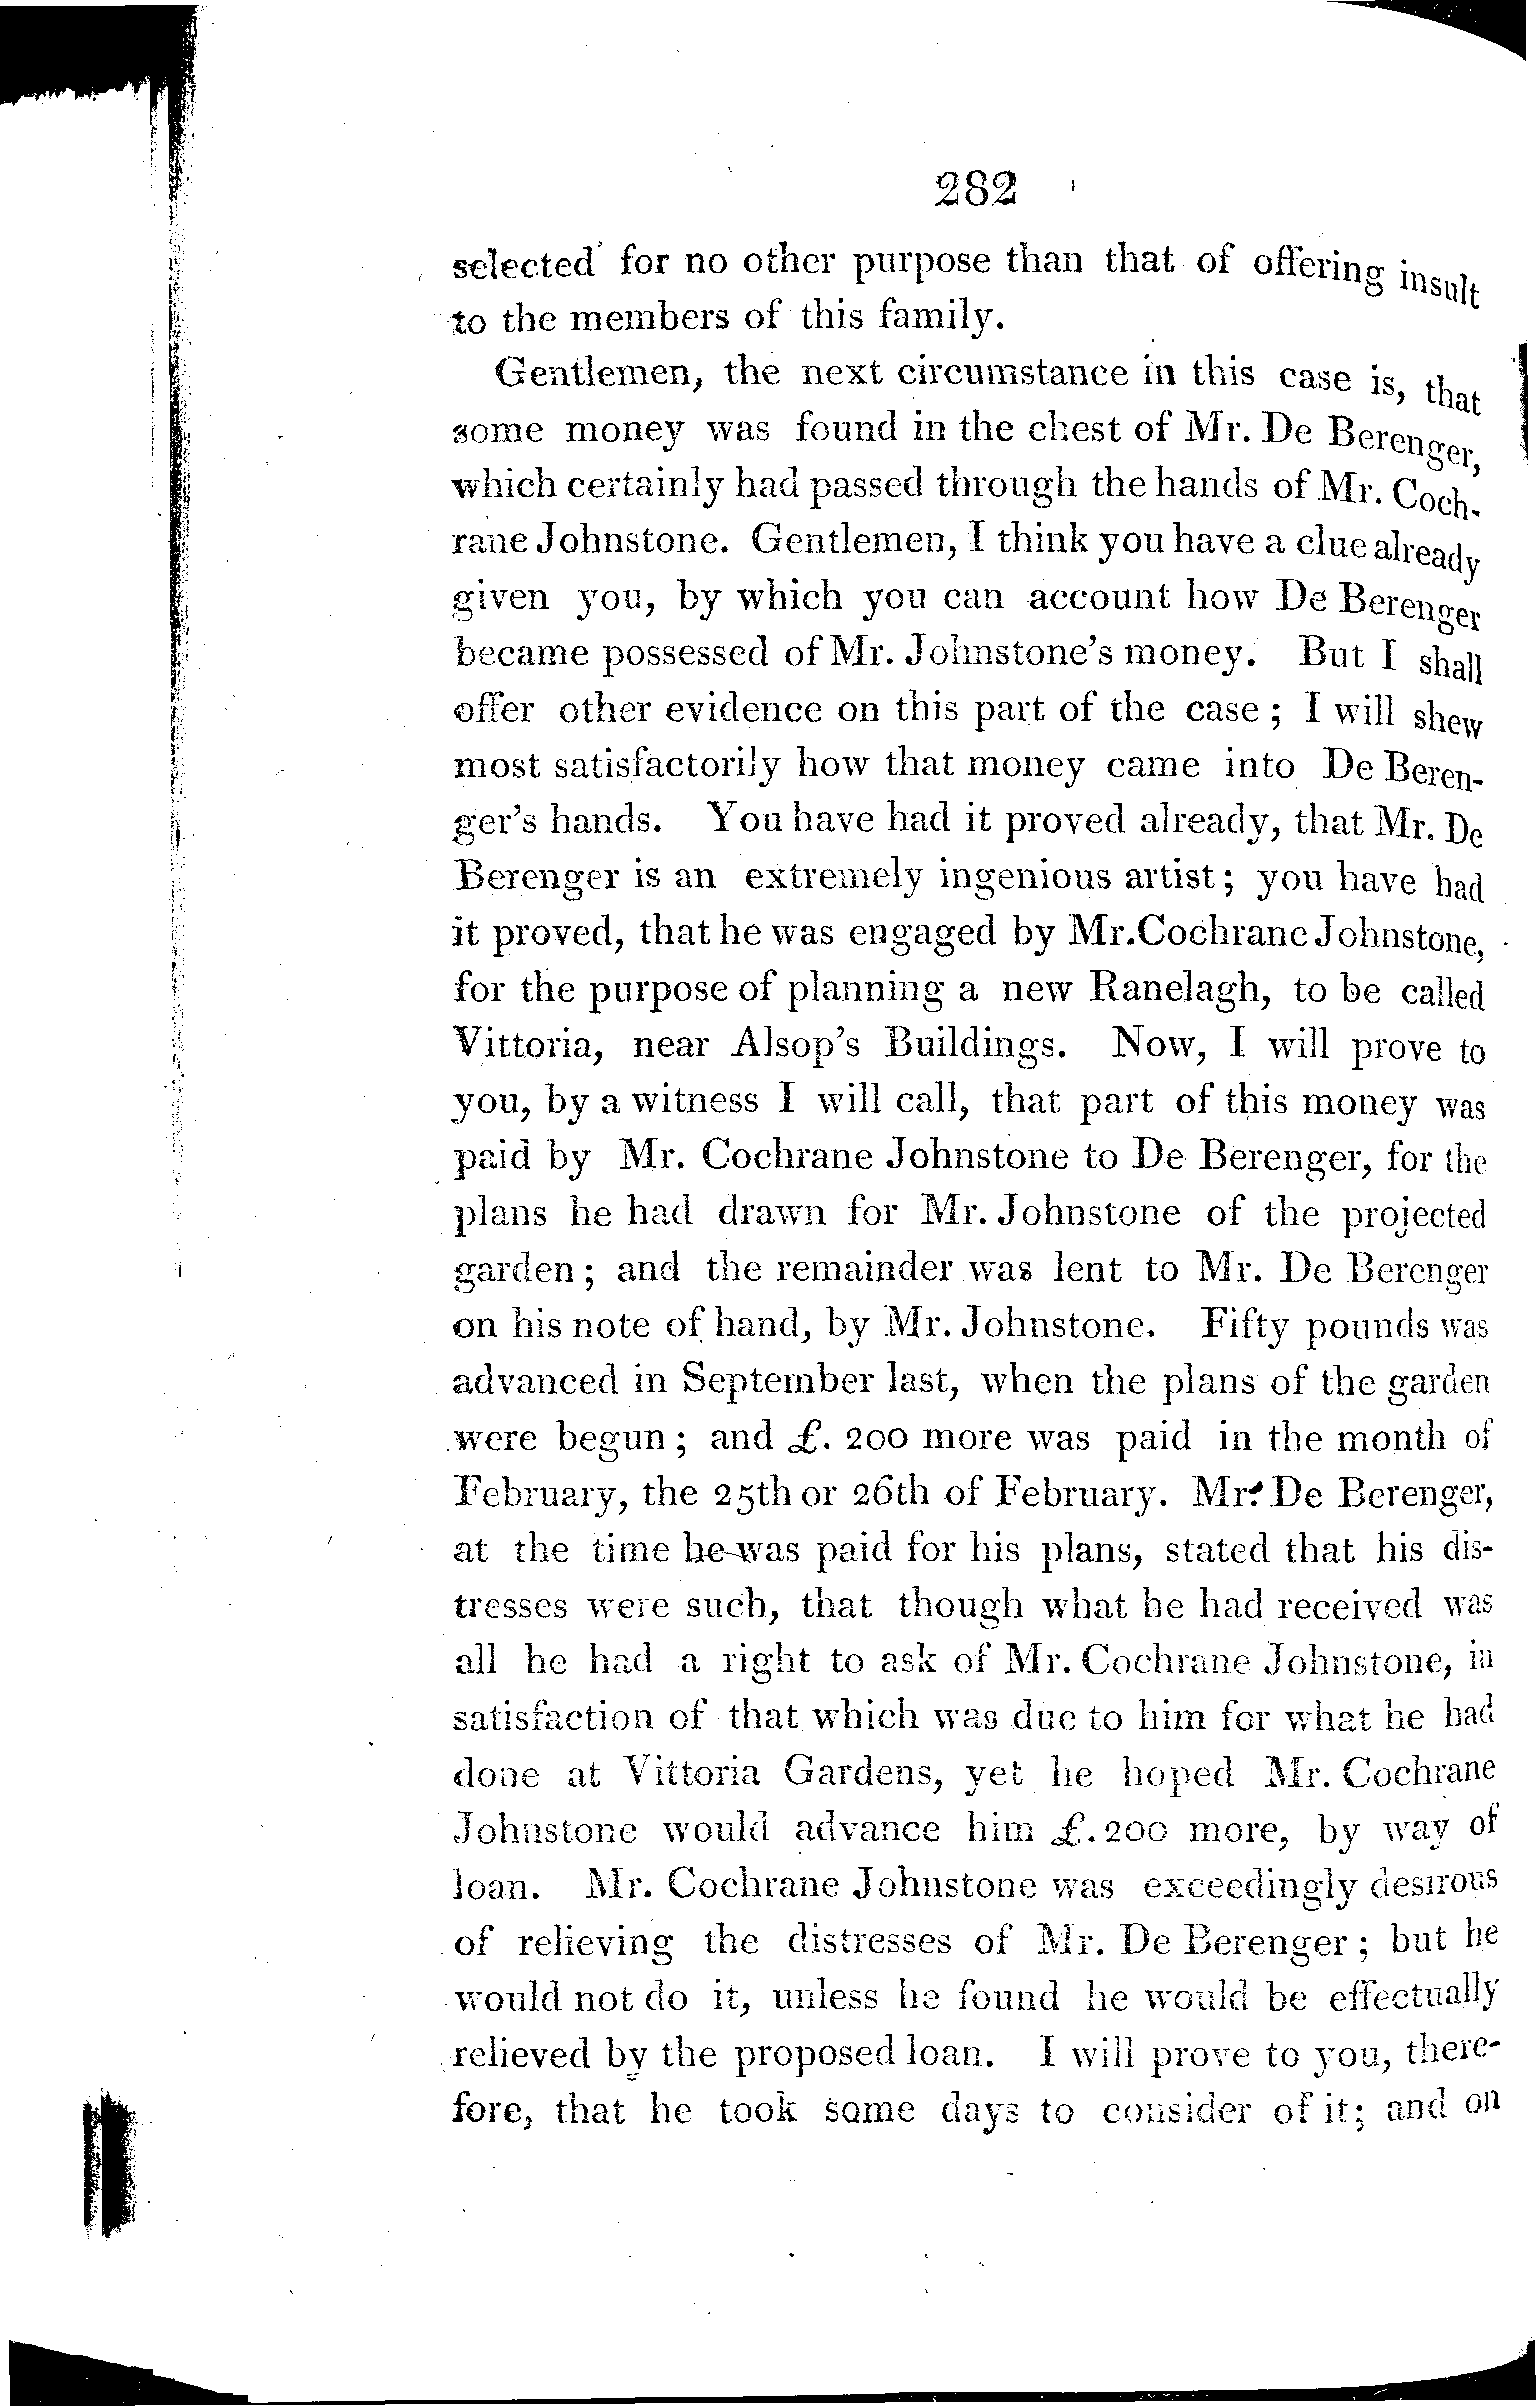 282
selected for no other purpose than that of offering insult
to the members of this family.
Gentlemen, the next circumstance in this case is, that
some money was found in the chest of Mr. De Berenger,
which certainly had passed through the hands of Mr. Coch-
rane Johnstone. Gentlemen, I think you have a clue already
given you, by which you can account how De Berenger
became possessed of Mr. Johnstone's money. But I shall
offer other evidence on this part of the case; I will shew
most satisfactorily how that money came into De Beren-
ger's hands. You have had it proved already, that Mr. De
Berenger is an extremely ingenious artist; you have had
it proved, that he was engaged by Mr. Cochrane Johnstone,
for the purpose of planning a new Ranelagh, to be called
Vittoria, near Alsop's Buildings. Now, I will prove to
you, by a witness I will call, that part of this money was
paid by Mr. Cochrane Johnstone to De Berenger, for the
plans he had drawn for Mr. Johnstone of the projected
garden; and the remainder was lent to Mr. De Berenger
on his note of hand, by Mr. Johnstone. Fifty pounds was
advanced in September last, when the plans of the garden
were begun; and £. 200 more was paid in the month of
February, the 25th or 26th of February. Mr. De Berenger,
at the time he was paid for his plans, stated that his dis-
tresses were such, that though what he had received was
all he had a right to ask of Mr. Cochrane Johnstone, in
satisfaction of that which was due to him for what he had
done at Vittoria Gardens, yet he hoped Mr. Cochrane
Johnstone would advance him £. 200 more, by way of
loan. Mr. Cochrane Johnstone was exceedingly desirous
of relieving the distresses of Mr. De Berenger; but he
would not do it, unless he found he would be effectually
relieved by the proposed loan. I will prove to you, there-
fore, that he took some days to consider of it; and on